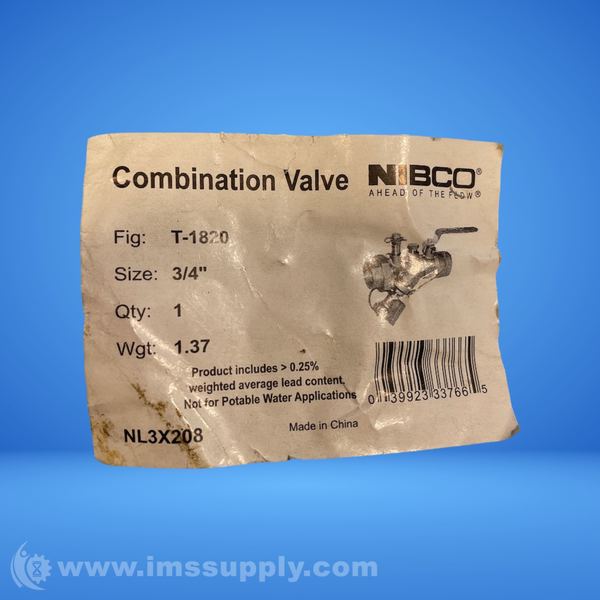 Combination Valve NIBCO®
AHEAD OF THE FLOW®
Fig: T-1820
Size: 3/4"
Qty: 1
Wgt: 1.37
Product includes > 0.25%
weighted average lead content.
Not for Potable Water Applications
0 39923 33766 5
Made in China
NL3X208
www.imssupply.com